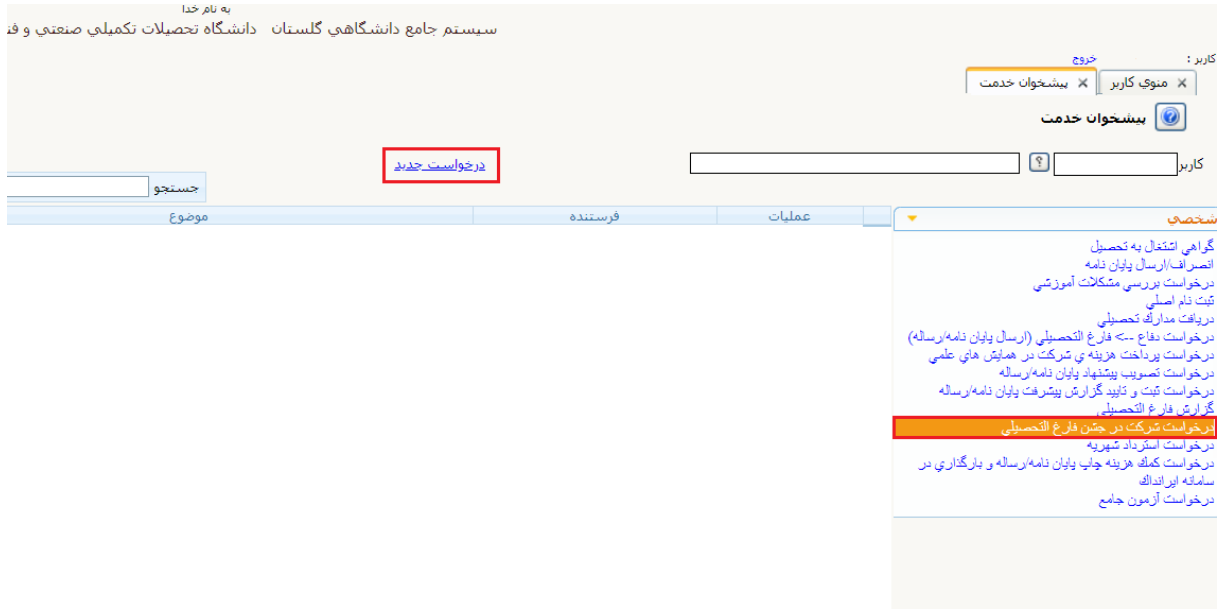 به نام خدا
سیستم جامع دانشگاهي گلستان   دانشگاه تحصيلات تكميلي صنعتي و فنـ
كاربر :
خروج
منوي كاربر
پيشخوان خدمت
پيشخوان خدمت
كاربر
درخواست جديد
جستجو
عمليات
فرستنده
موضوع
شخصي
گواهي اشتغال به تحصيل
انصراف/ارسال پايان نامه
درخواست بررسي مشكلات آموزشي
ثبت نام اصلي
دريافت مدارك تحصيلي
درخواست دفاع --> فارغ التحصيلي (ارسال پايان نامه/رساله)
درخواست پرداخت هزينه ي شركت در همايش هاي علمي
درخواست تصويب پيشنهاد پايان نامه/رساله
درخواست ثبت و تاييد گزارش پيشرفت پايان نامه/رساله
گزارش فارغ التحصيلي
درخواست شركت در جشن فارغ التحصيلي
درخواست استرداد شهريه
درخواست كمك هزينه چاپ پايان نامه/رساله و بارگذاري در
سامانه ايرانداك
درخواست آزمون جامع